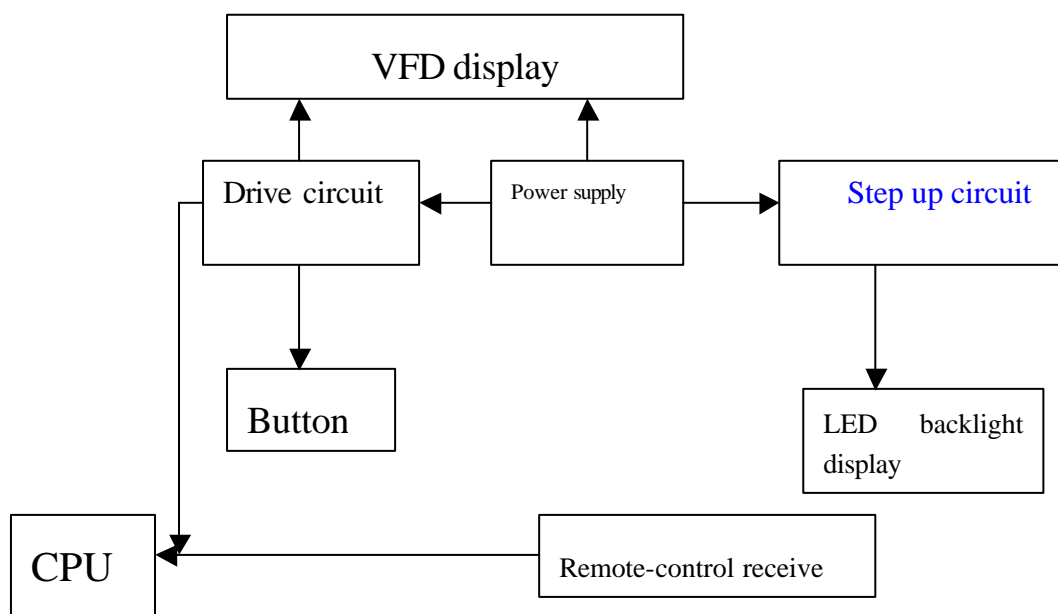 VFD display
Drive circuit
Power supply
Step up circuit
Button
LED backlight
display
CPU
Remote-control receive